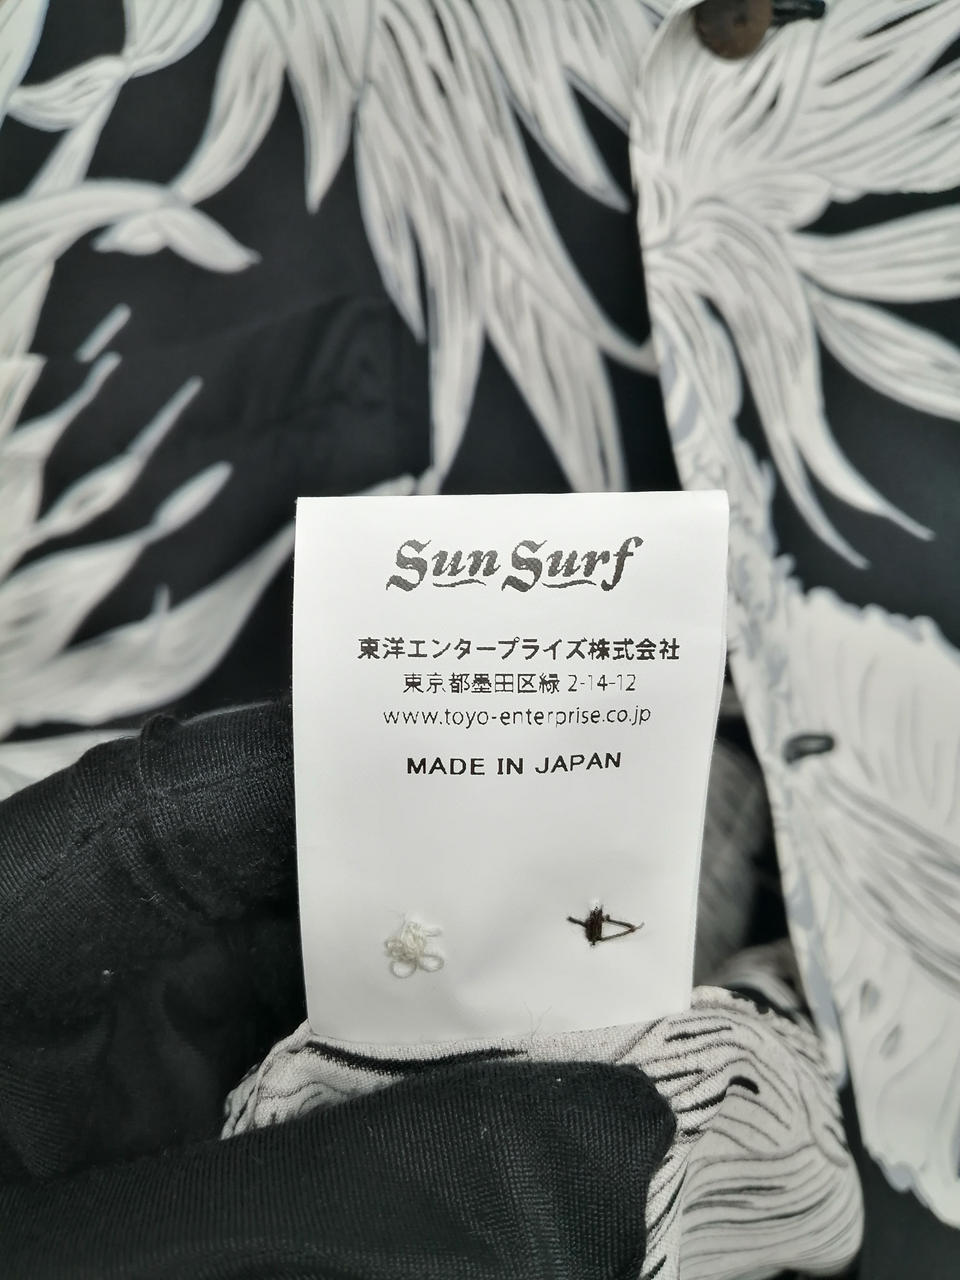 Sun Surf
東洋エンタープライズ株式会社
東京都墨田区緑 2-14-12
www.toyo-enterprise.co.jp
MADE IN JAPAN